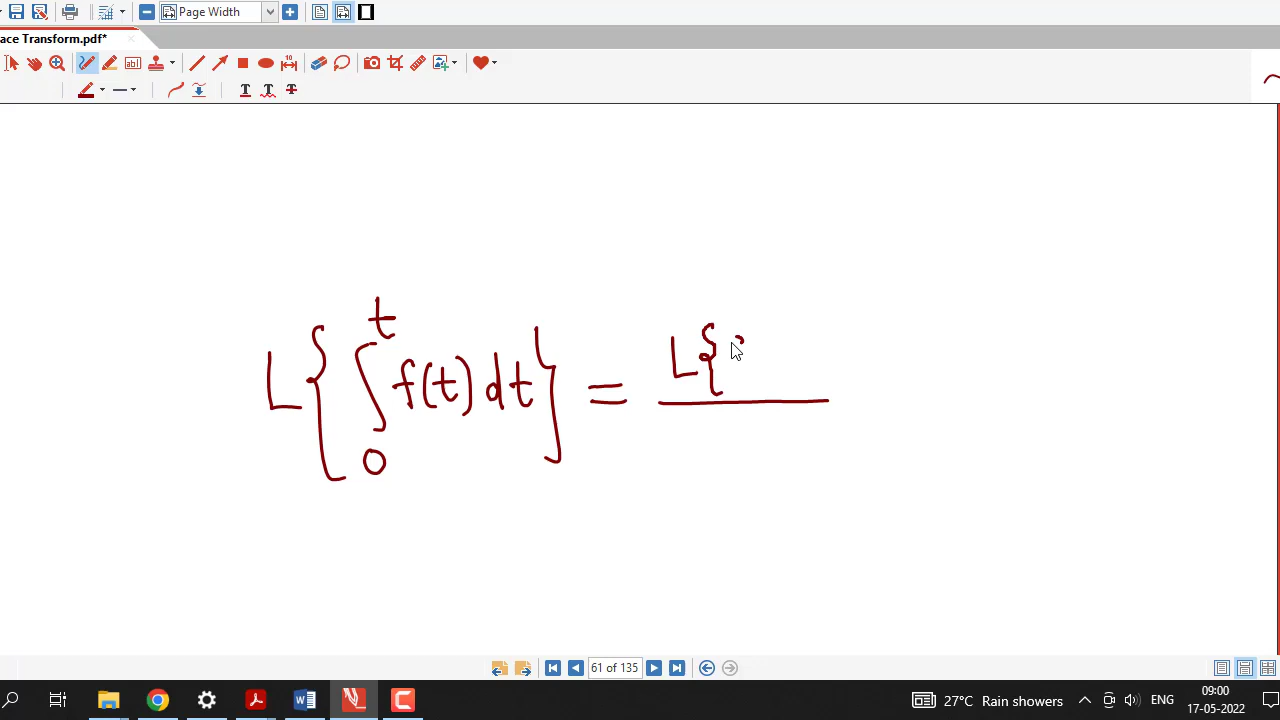 Page Width
ace Transform.pdf*
L{ ∫₀ᵗ f(t) dt } = L{
61 of 135
09:00
27°C Rain showers ENG
17-05-2022